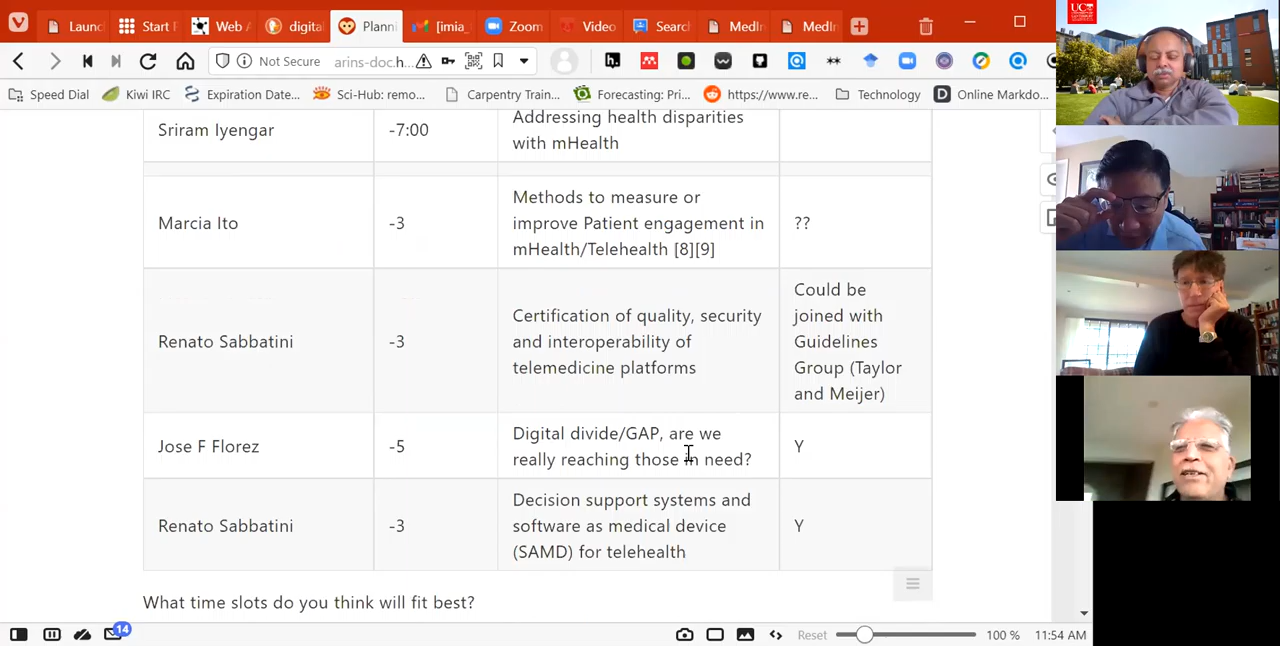 Launc
Start P
Web A
digital
Planni
[imia_
Zoom
Video
Search
MedIn
MedIn
Not Secure
arins-doc.h...
Speed Dial
Kiwi IRC
Expiration Date...
Sci-Hub: remo...
Carpentry Train...
Forecasting: Pri...
https://www.re...
Technology
Online Markdo...
UC
Sriram Iyengar
-7:00
Addressing health disparities
with mHealth
Marcia Ito
-3
Methods to measure or
improve Patient engagement in
mHealth/Telehealth [8][9]
??
Renato Sabbatini
-3
Certification of quality, security
and interoperability of
telemedicine platforms
Could be
joined with
Guidelines
Group (Taylor
and Meijer)
Jose F Florez
-5
Digital divide/GAP, are we
really reaching those in need?
Y
Renato Sabbatini
-3
Decision support systems and
software as medical device
(SAMD) for telehealth
Y
What time slots do you think will fit best?
14
Reset
100 %
11:54 AM